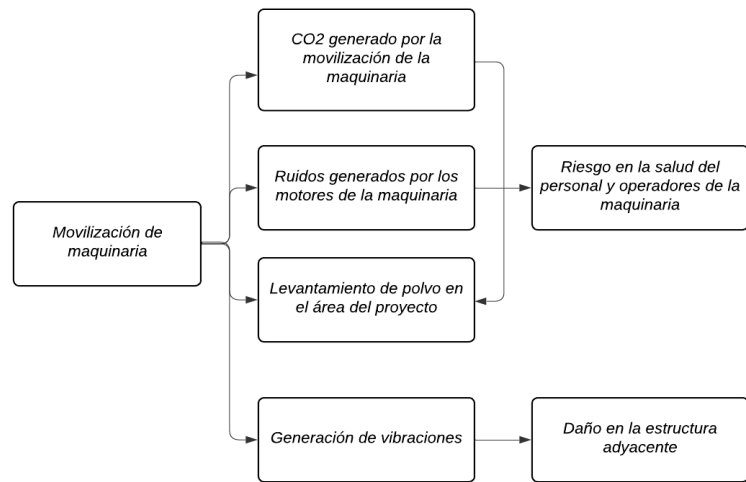 CO2 generado por la
movilización de la
maquinaria
Ruidos generados por los
motores de la maquinaria
Riesgo en la salud del
personal y operadores de la
maquinaria
Movilización de
maquinaria
Levantamiento de polvo en
el área del proyecto
Generación de vibraciones
Daño en la estructura
adyacente